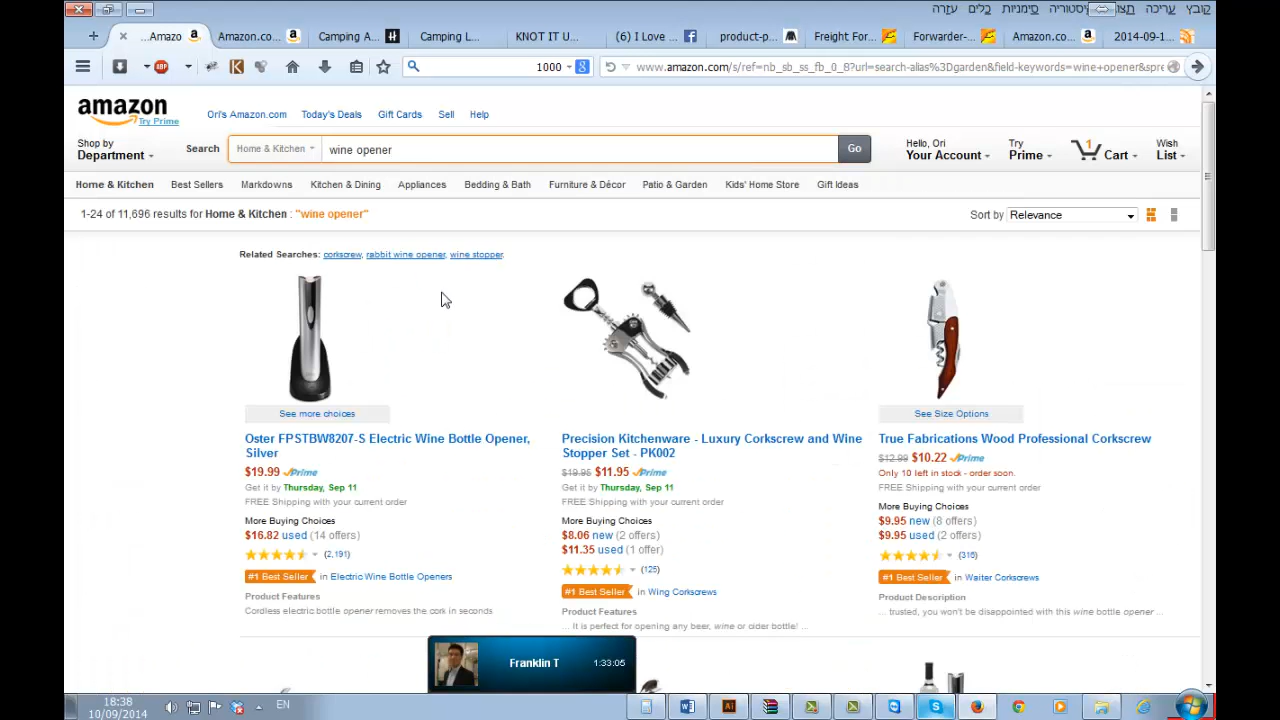 קובץ עריכה תצו יסטוריה סימניות כלים עזרה
...Amazo
Amazon.co...
Camping A...
Camping L...
KNOT IT U...
(6) I Love ...
product-p...
Freight For...
Forwarder-...
Amazon.co...
2014-09-1...
1000
www.amazon.com/s/ref=nb_sb_ss_fb_0_8?url=search-alias%3Dgarden&field-keywords=wine+opener&spre
amazon
Try Prime
Ori's Amazon.com Today's Deals Gift Cards Sell Help
Shop by
Department
Search
Home & Kitchen
wine opener
Go
Hello, Ori
Your Account
Try
Prime
1
Cart
Wish
List
Home & Kitchen Best Sellers Markdowns Kitchen & Dining Appliances Bedding & Bath Furniture & Décor Patio & Garden Kids' Home Store Gift Ideas
1-24 of 11,696 results for Home & Kitchen : "wine opener"
Sort by Relevance
Related Searches: corkscrew, rabbit wine opener, wine stopper.
See more choices
Oster FPSTBW8207-S Electric Wine Bottle Opener,
Silver
$19.99 Prime
Get it by Thursday, Sep 11
FREE Shipping with your current order
More Buying Choices
$16.82 used (14 offers)
(2,191)
#1 Best Seller in Electric Wine Bottle Openers
Product Features
Cordless electric bottle opener removes the cork in seconds
Precision Kitchenware - Luxury Corkscrew and Wine
Stopper Set - PK002
$19.95 $11.95 Prime
Get it by Thursday, Sep 11
FREE Shipping with your current order
More Buying Choices
$8.06 new (2 offers)
$11.35 used (1 offer)
(125)
#1 Best Seller in Wing Corkscrews
Product Features
... It is perfect for opening any beer, wine or cider bottle! ...
See Size Options
True Fabrications Wood Professional Corkscrew
$12.99 $10.22 Prime
Only 10 left in stock - order soon.
FREE Shipping with your current order
More Buying Choices
$9.95 new (8 offers)
$9.95 used (2 offers)
(316)
#1 Best Seller in Waiter Corkscrews
Product Description
... trusted, you won't be disappointed with this wine bottle opener ...
Franklin T 1:33:05
18:38
10/09/2014
EN